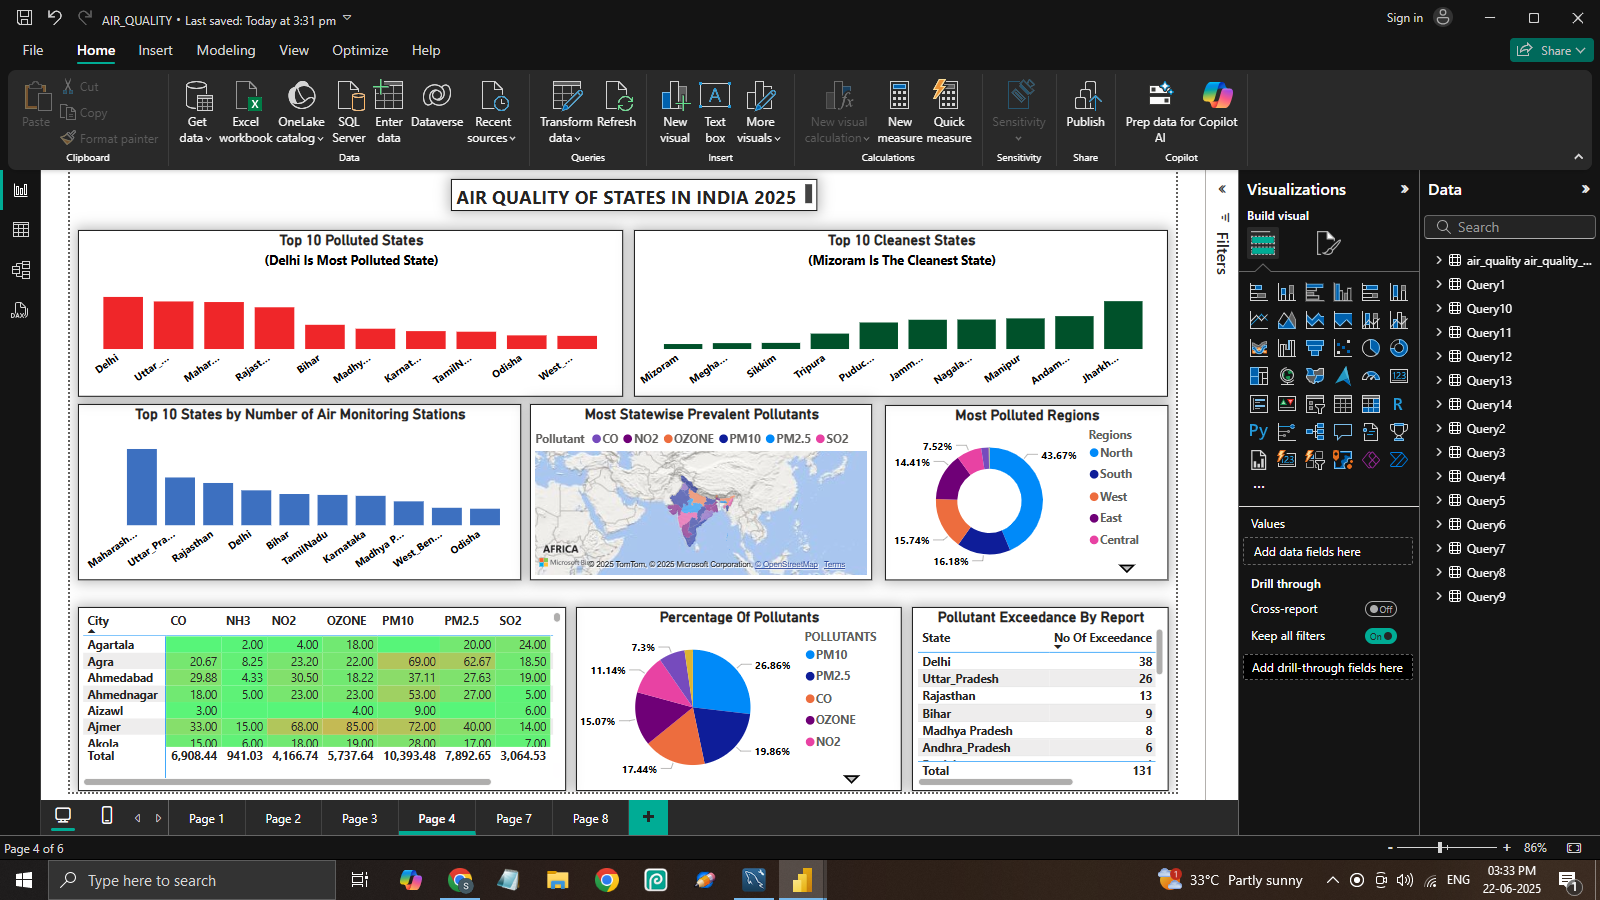 AIR_QUALITY • Last saved: Today at 3:31 pm
Sign in
File Home Insert Modeling View Optimize Help
Share
Paste
Cut
Copy
Format painter
Clipboard
Get data
Excel workbook
OneLake catalog
SQL Server
Enter data
Dataverse
Recent sources
Data
Transform data
Refresh
Queries
New visual
Text box
More visuals
Insert
New visual calculation
New measure
Quick measure
Calculations
Sensitivity
Sensitivity
Publish
Share
Prep data for AI
Copilot
Copilot
AIR QUALITY OF STATES IN INDIA 2025
Top 10 Polluted States
(Delhi Is Most Polluted State)
Delhi Uttar_... Mahar... Rajast... Bihar Madhy... Karnat... TamilN... Odisha West_...
Top 10 Cleanest States
(Mizoram Is The Cleanest State)
Mizoram Megha... Sikkim Tripura Puduc... Jamm... Nagala... Manipur Andam... Jharkh...
Top 10 States by Number of Air Monitoring Stations
Maharash... Uttar_Pra... Rajasthan Delhi Bihar TamilNadu Karnataka Madhya P... West_Ben... Odisha
Most Statewise Prevalent Pollutants
Pollutant CO NO2 OZONE PM10 PM2.5 SO2
AFRICA
© 2025 TomTom, © 2025 Microsoft Corporation, © OpenStreetMap Terms
Most Polluted Regions
7.52%
14.41%
43.67%
15.74%
16.18%
Regions
North
South
West
East
Central
City CO NH3 NO2 OZONE PM10 PM2.5 SO2
Agartala 2.00 4.00 18.00 20.00 24.00
Agra 20.67 8.25 23.20 22.00 69.00 62.67 18.50
Ahmedabad 29.88 4.33 30.50 18.22 37.11 27.63 19.00
Ahmednagar 18.00 5.00 23.00 23.00 53.00 27.00 5.00
Aizawl 3.00 4.00 9.00 6.00
Ajmer 33.00 15.00 68.00 85.00 72.00 40.00 14.00
Akola 15.00 6.00 18.00 19.00 28.00 17.00 7.00
Total 6,908.44 941.03 4,166.74 5,737.64 10,393.48 7,892.65 3,064.53
Percentage Of Pollutants
7.3%
11.14%
26.86%
15.07%
19.86%
17.44%
POLLUTANTS
PM10
PM2.5
CO
OZONE
NO2
Pollutant Exceedance By Report
State No Of Exceedance
Delhi 38
Uttar_Pradesh 26
Rajasthan 13
Bihar 9
Madhya Pradesh 8
Andhra_Pradesh 6
Total 131
Filters
Visualizations
Build visual
Values
Add data fields here
Drill through
Cross-report Off
Keep all filters On
Add drill-through fields here
Data
Search
air_quality air_quality_...
Query1
Query10
Query11
Query12
Query13
Query14
Query2
Query3
Query4
Query5
Query6
Query7
Query8
Query9
Page 1 Page 2 Page 3 Page 4 Page 7 Page 8
Page 4 of 6
86%
Type here to search
33°C Partly sunny
ENG
03:33 PM
22-06-2025